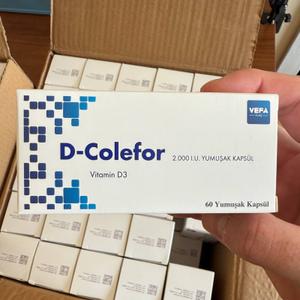 VEFA
D-Colefor 2.000 I.U. YUMUŞAK KAPSÜL
Vitamin D3
60 Yumuşak Kapsül